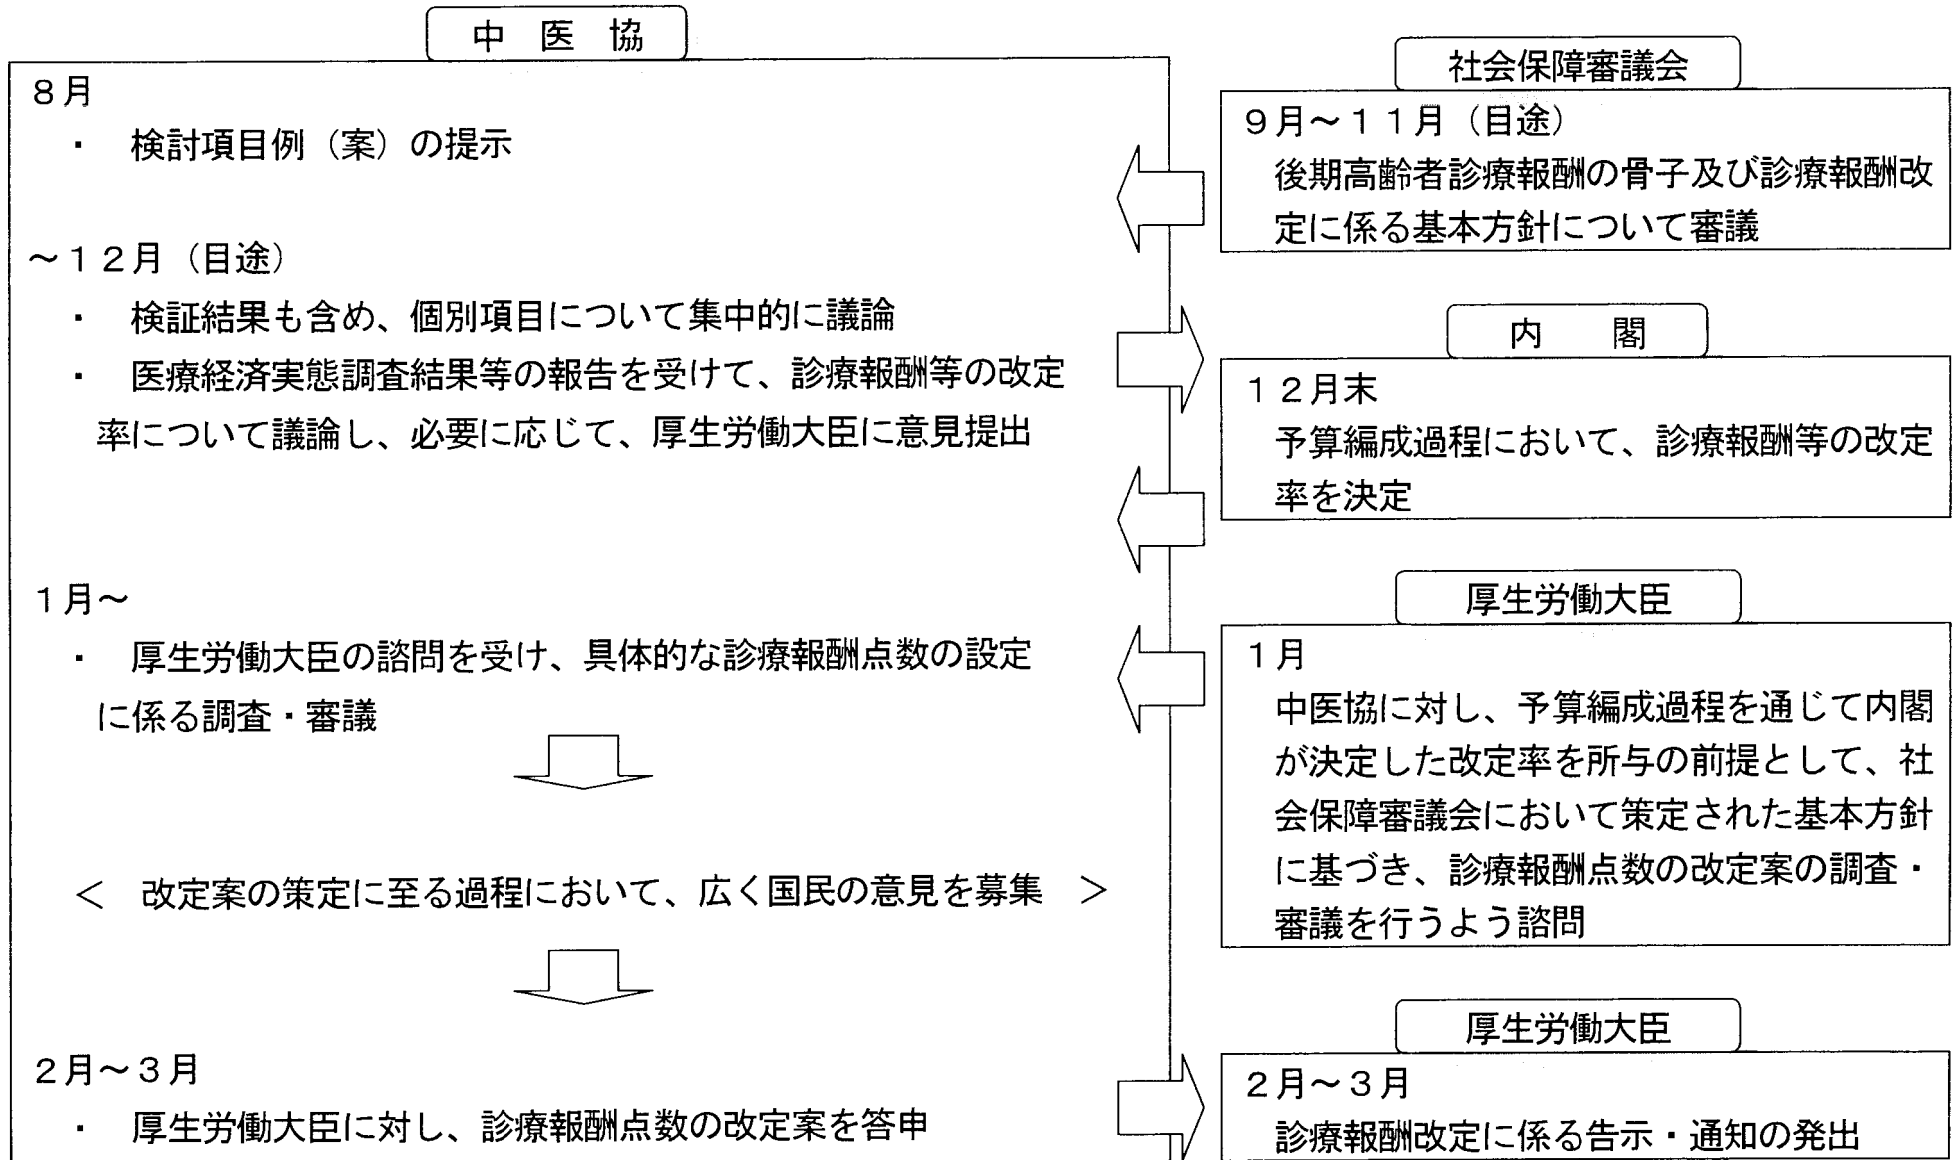 中　医　協
８月
・　検討項目例（案）の提示
～１２月（目途）
・　検証結果も含め、個別項目について集中的に議論
・　医療経済実態調査結果等の報告を受けて、診療報酬等の改定
率について議論し、必要に応じて、厚生労働大臣に意見提出
１月～
・　厚生労働大臣の諮問を受け、具体的な診療報酬点数の設定
に係る調査・審議
＜　改定案の策定に至る過程において、広く国民の意見を募集　＞
２月～３月
・　厚生労働大臣に対し、診療報酬点数の改定案を答申
社会保障審議会
９月～１１月（目途）
後期高齢者診療報酬の骨子及び診療報酬改
定に係る基本方針について審議
内　　閣
１２月末
予算編成過程において、診療報酬等の改定
率を決定
厚生労働大臣
１月
中医協に対し、予算編成過程を通じて内閣
が決定した改定率を所与の前提として、社
会保障審議会において策定された基本方針
に基づき、診療報酬点数の改定案の調査・
審議を行うよう諮問
厚生労働大臣
２月～３月
診療報酬改定に係る告示・通知の発出